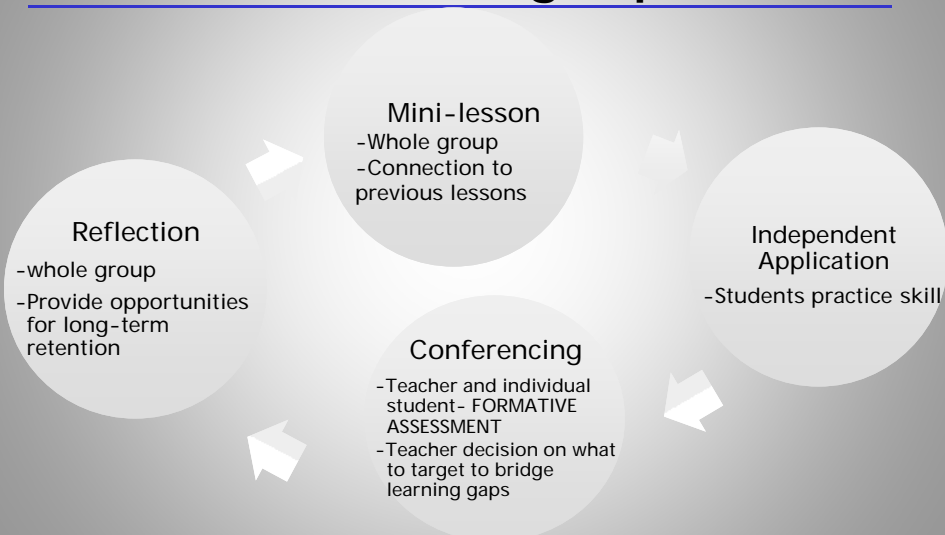 Mini-lesson
-Whole group
-Connection to
previous lessons
Independent
Application
-Students practice skill
Conferencing
-Teacher and individual
student- FORMATIVE
ASSESSMENT
-Teacher decision on what
to target to bridge
learning gaps
Reflection
-whole group
-Provide opportunities
for long-term
retention